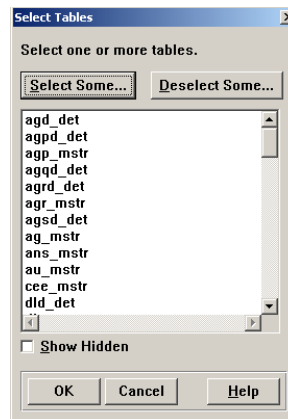 Select Tables
Select one or more tables.
Select Some... Deselect Some...
agd_det
agpd_det
agp_mstr
agqd_det
agrd_det
agr_mstr
agsd_det
ag_mstr
ans_mstr
au_mstr
cee_mstr
dld_det
Show Hidden
OK Cancel Help